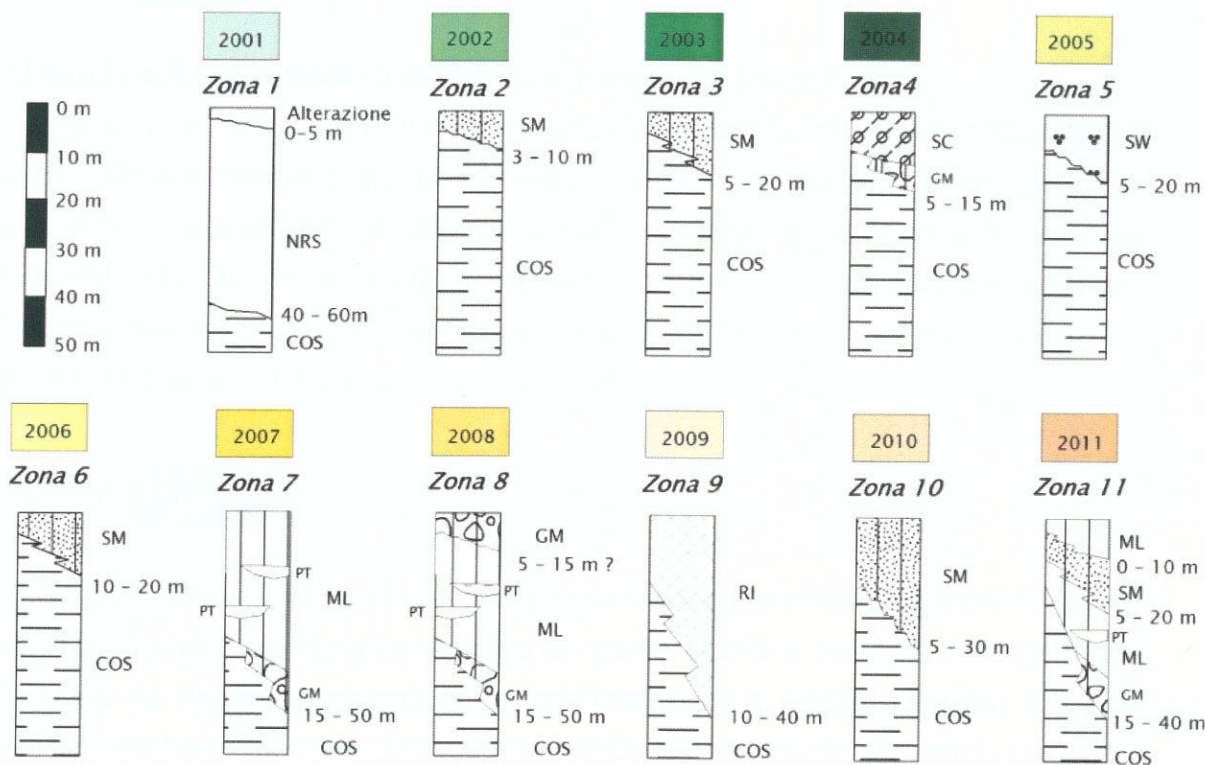 2001
2002
2003
2004
2005
Zona 1
Zona 2
Zona 3
Zona4
Zona 5
0 m
10 m
20 m
30 m
40 m
50 m
Alterazione
0-5 m
NRS
40 - 60m
COS
SM
3 - 10 m
COS
SM
5 - 20 m
COS
SC
GM
5 - 15 m
COS
SW
5 - 20 m
COS
2006
2007
2008
2009
2010
2011
Zona 6
Zona 7
Zona 8
Zona 9
Zona 10
Zona 11
SM
10 - 20 m
COS
PT
PT
ML
GM
15 - 50 m
COS
GM
5 - 15 m ?
PT
PT
ML
GM
15 - 50 m
COS
RI
10 - 40 m
COS
SM
5 - 30 m
COS
ML
0 - 10 m
SM
5 - 20 m
PT
ML
GM
15 - 40 m
COS